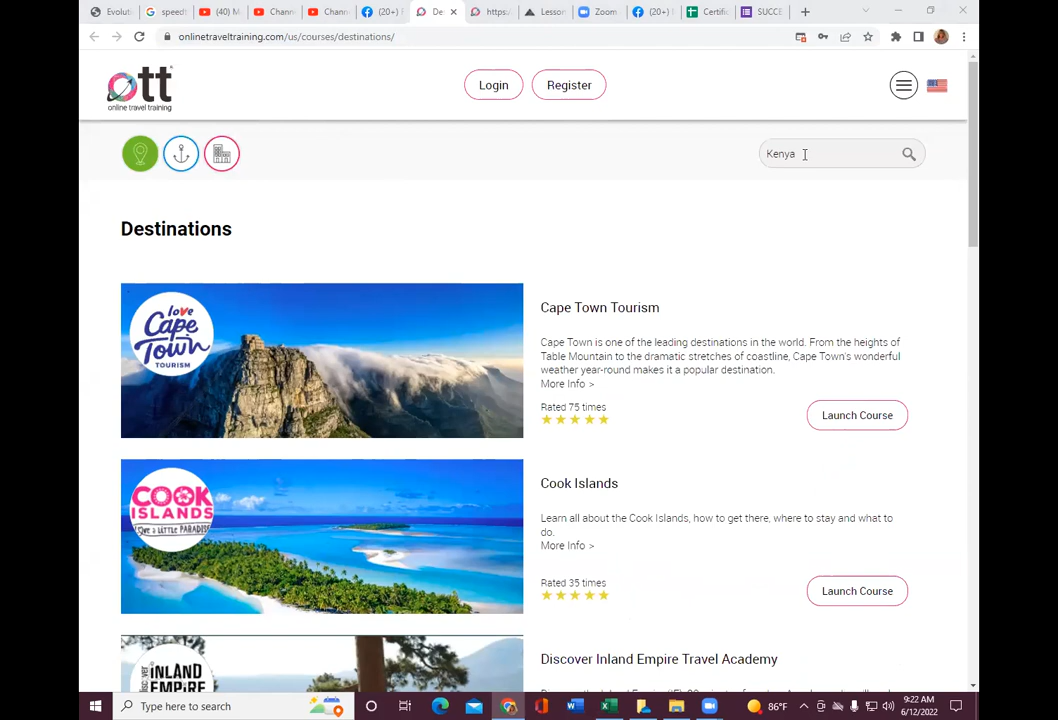 Evoluti
speedt
(40) M
Chann
Chann
(20+) F
De
https:/
Lesson
Zoom
(20+) I
Certific
SUCCE
onlinetraveltraining.com/us/courses/destinations/
ott
online travel training
Login
Register
Kenya
Destinations
love
Cape
Town
TOURISM
Cape Town Tourism
Cape Town is one of the leading destinations in the world. From the heights of
Table Mountain to the dramatic stretches of coastline, Cape Town's wonderful
weather year-round makes it a popular destination.
More Info >
Rated 75 times
Launch Course
COOK
ISLANDS
LOVE A LITTLE PARADISE
Cook Islands
Learn all about the Cook Islands, how to get there, where to stay and what to
do.
More Info >
Rated 35 times
Launch Course
discover
INLAND
EMPIRE
Discover Inland Empire Travel Academy
Type here to search
86°F
9:22 AM
6/12/2022